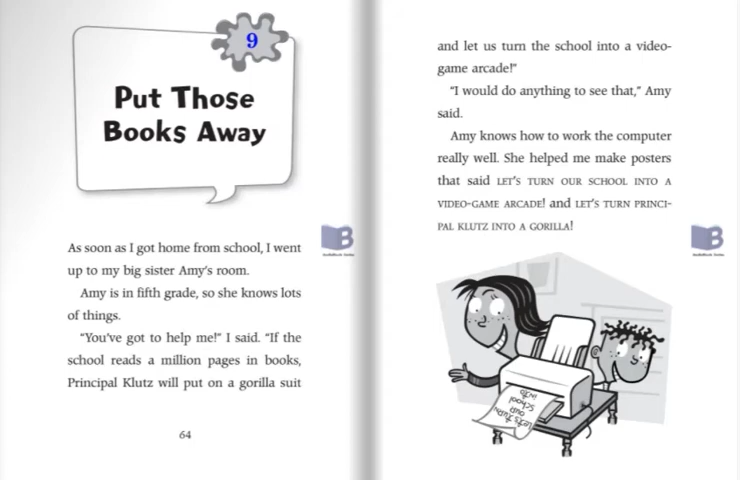 9
Put Those
Books Away
As soon as I got home from school, I went
up to my big sister Amy's room.
Amy is in fifth grade, so she knows lots
of things.
"You've got to help me!" I said. "If the
school reads a million pages in books,
Principal Klutz will put on a gorilla suit
64
B
and let us turn the school into a video-
game arcade!"
"I would do anything to see that," Amy
said.
Amy knows how to work the computer
really well. She helped me make posters
that said LET'S TURN OUR SCHOOL INTO A
VIDEO-GAME ARCADE! and LET'S TURN PRINCI-
PAL KLUTZ INTO A GORILLA!
B
Let's turn
our
school
into